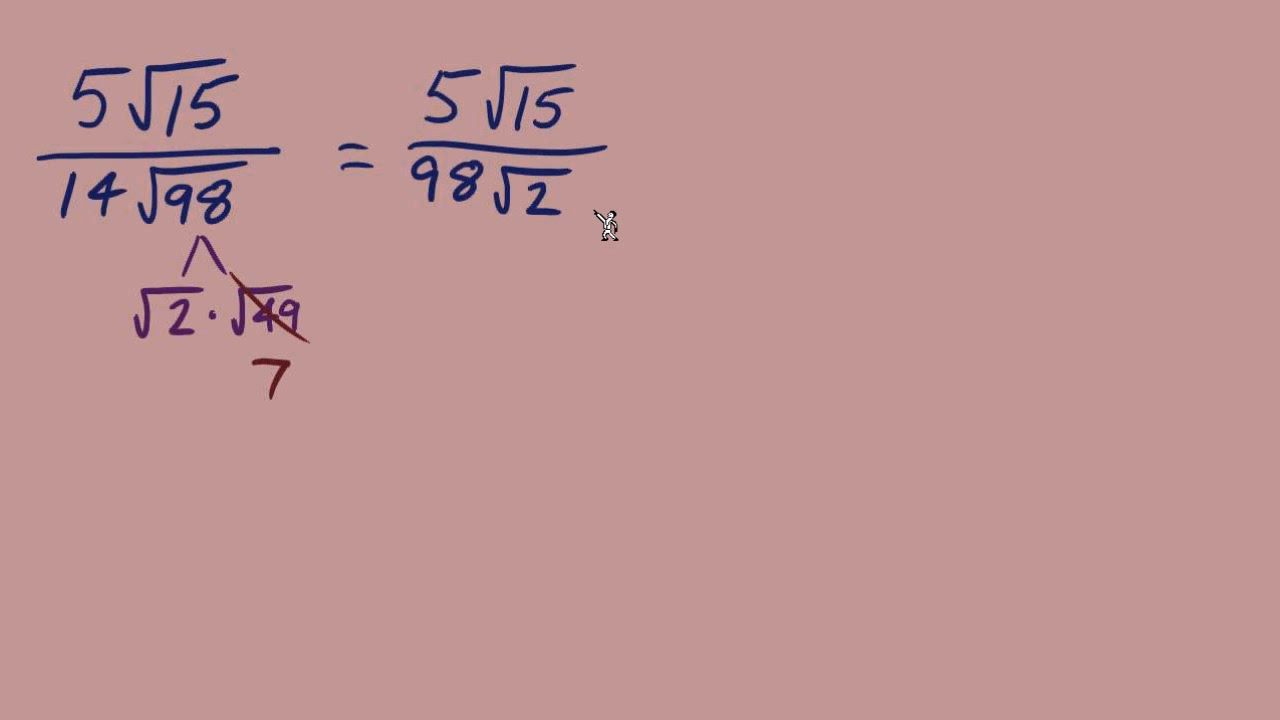 5√15 = 5√15
14√98 98√2
√2 · √49
7